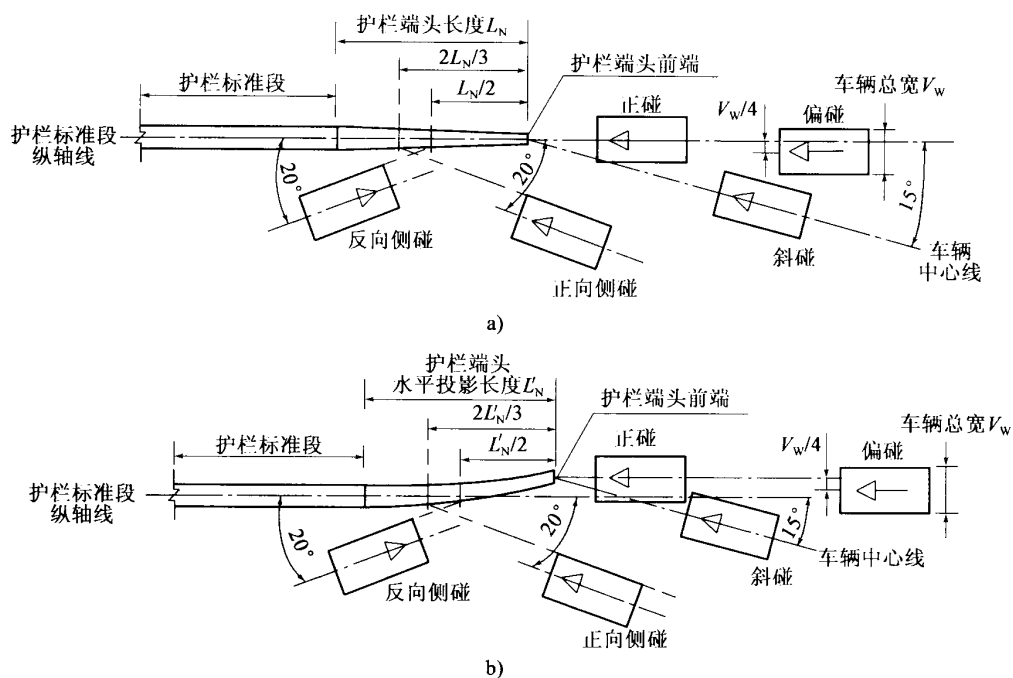 护栏端头长度L_N
2L_N/3
护栏标准段
L_N/2
护栏端头前端
车辆总宽V_W
正碰
V_W/4
偏碰
护栏标准段
纵轴线
20°
20°
15°
反向侧碰
正向侧碰
斜碰
车辆
中心线
a)
护栏端头
水平投影长度L'_N
2L'_N/3
护栏标准段
L'_N/2
护栏端头前端
车辆总宽V_W
正碰
V_W/4
偏碰
护栏标准段
纵轴线
20°
20°
15°
反向侧碰
正向侧碰
斜碰
车辆中心线
b)